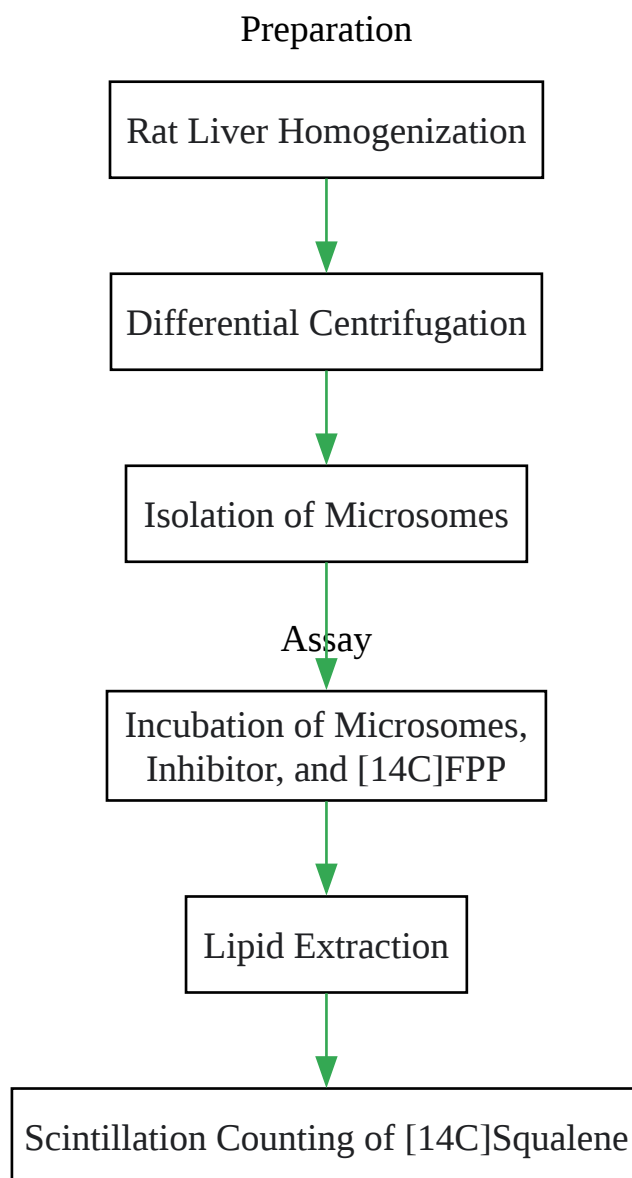 Preparation
Rat Liver Homogenization
Differential Centrifugation
Isolation of Microsomes
Assay
Incubation of Microsomes,
Inhibitor, and [14C]FPP
Lipid Extraction
Scintillation Counting of [14C]Squalene